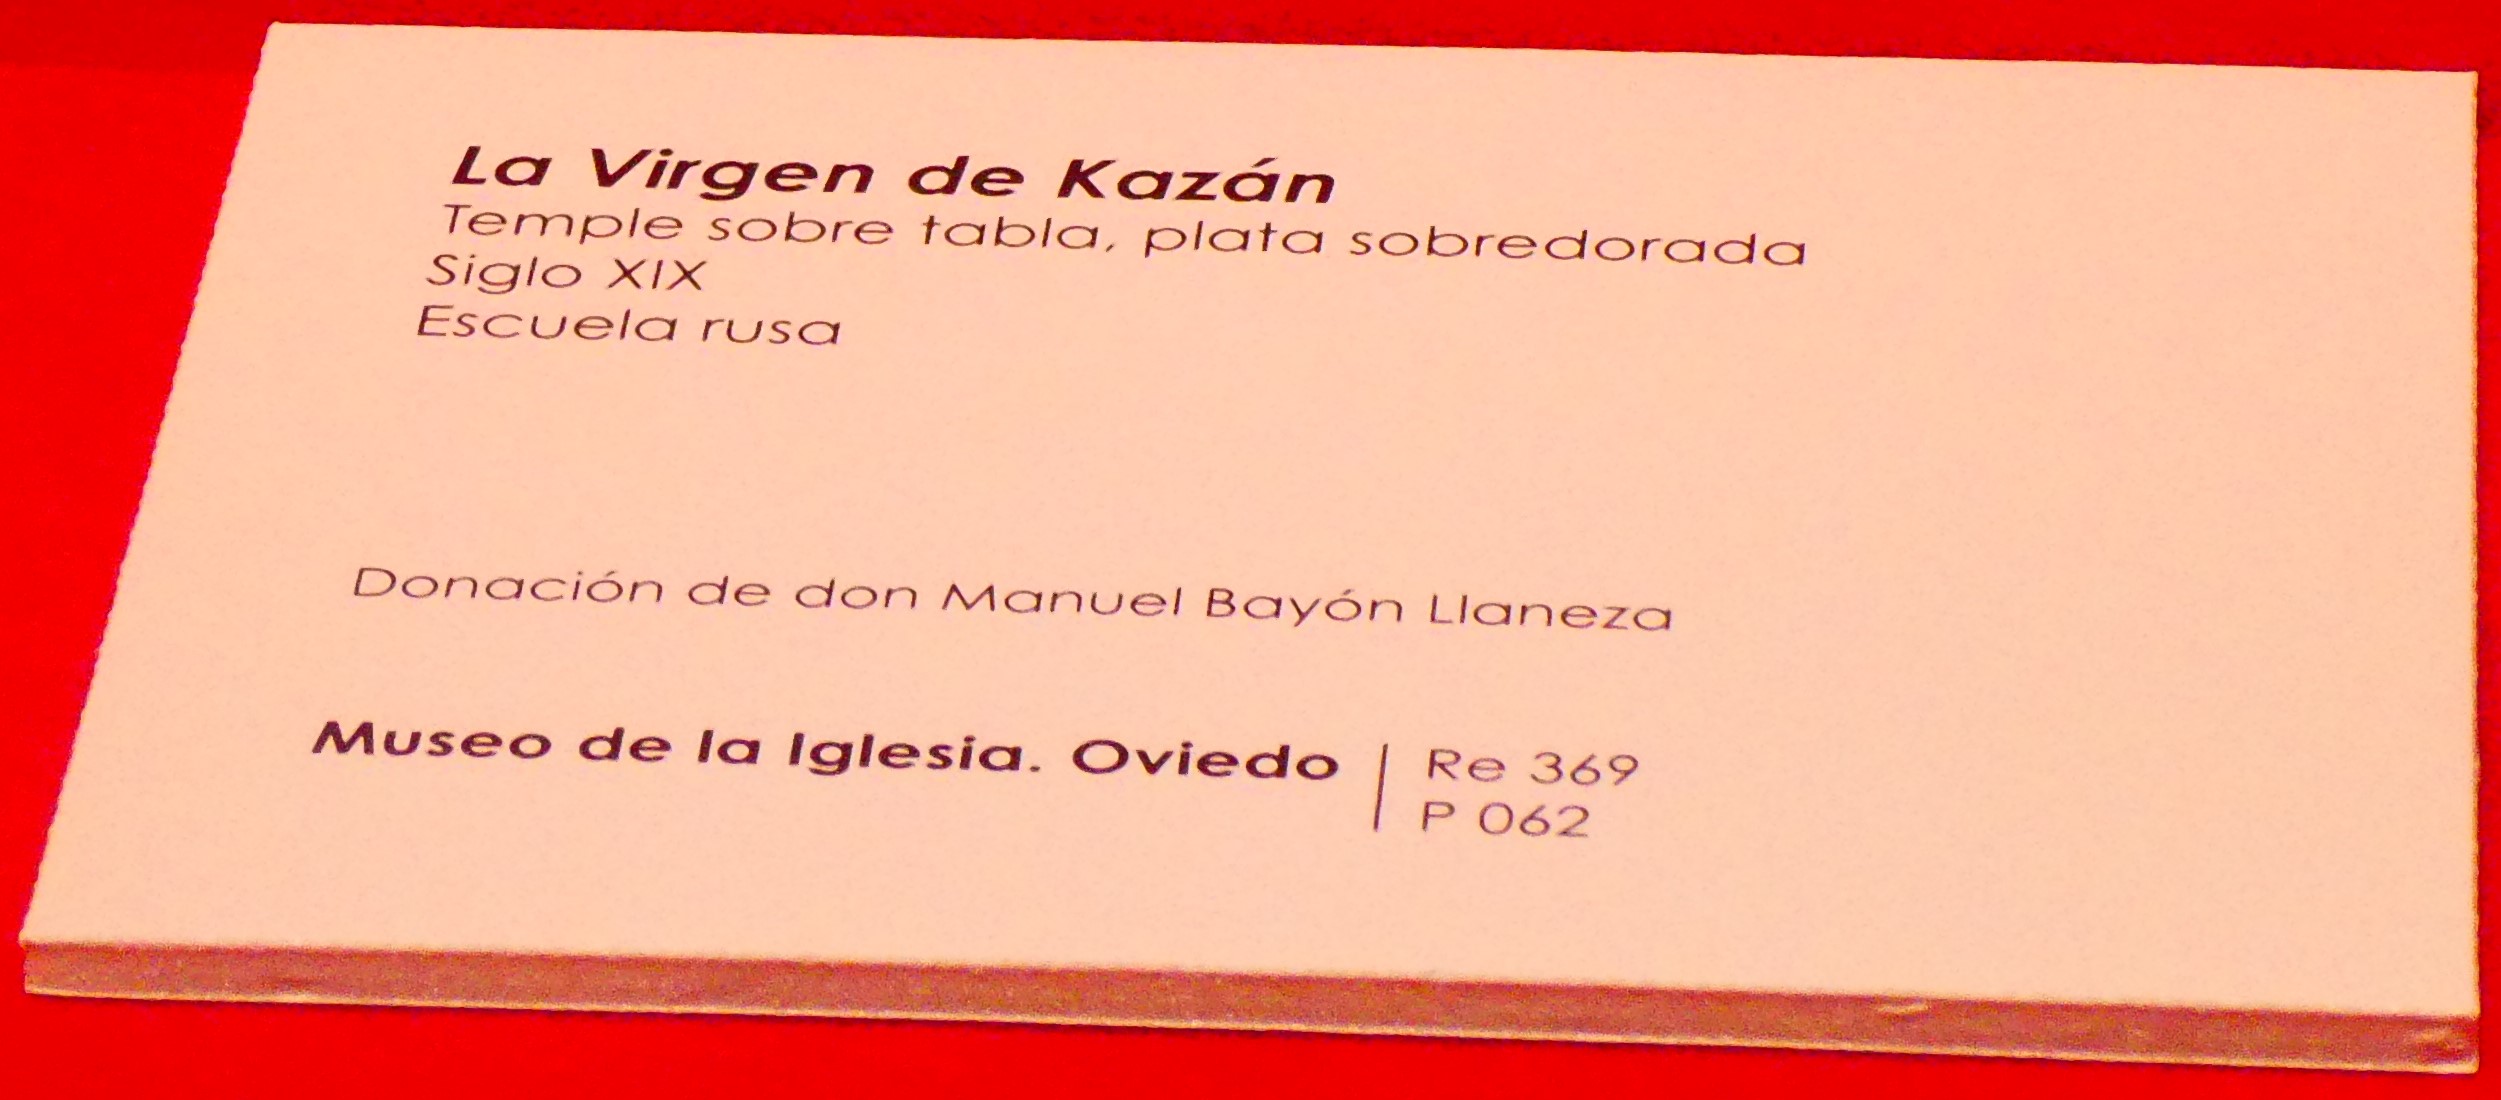 La Virgen de Kazán
Temple sobre tabla, plata sobredorada
Siglo XIX
Escuela rusa
Donación de don Manuel Bayón Llaneza
Museo de la Iglesia. Oviedo | Re 369
P 062